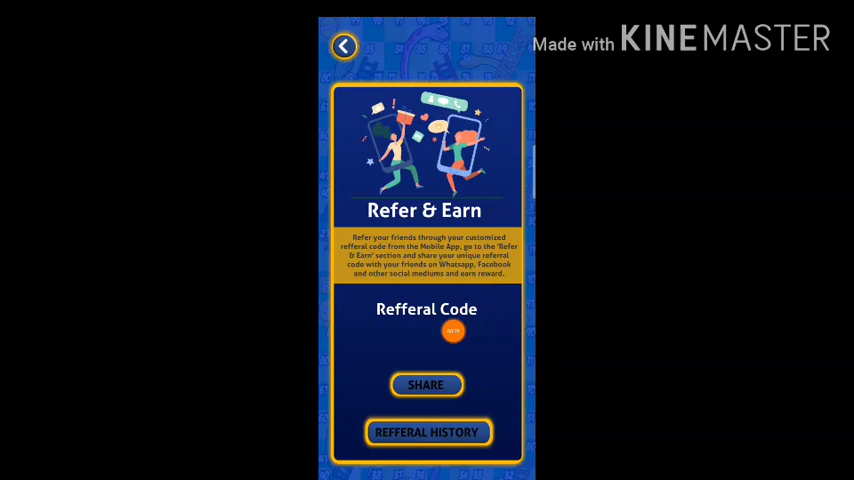 Made with KINEMASTER
Refer & Earn
Refer your friends through your customized
refferal code from the Mobile App, go to the 'Refer
& Earn' section and share your unique referral
code with your friends on Whatsapp, Facebook
and other social mediums and earn reward.
Refferal Code
SHARE
REFFERAL HISTORY